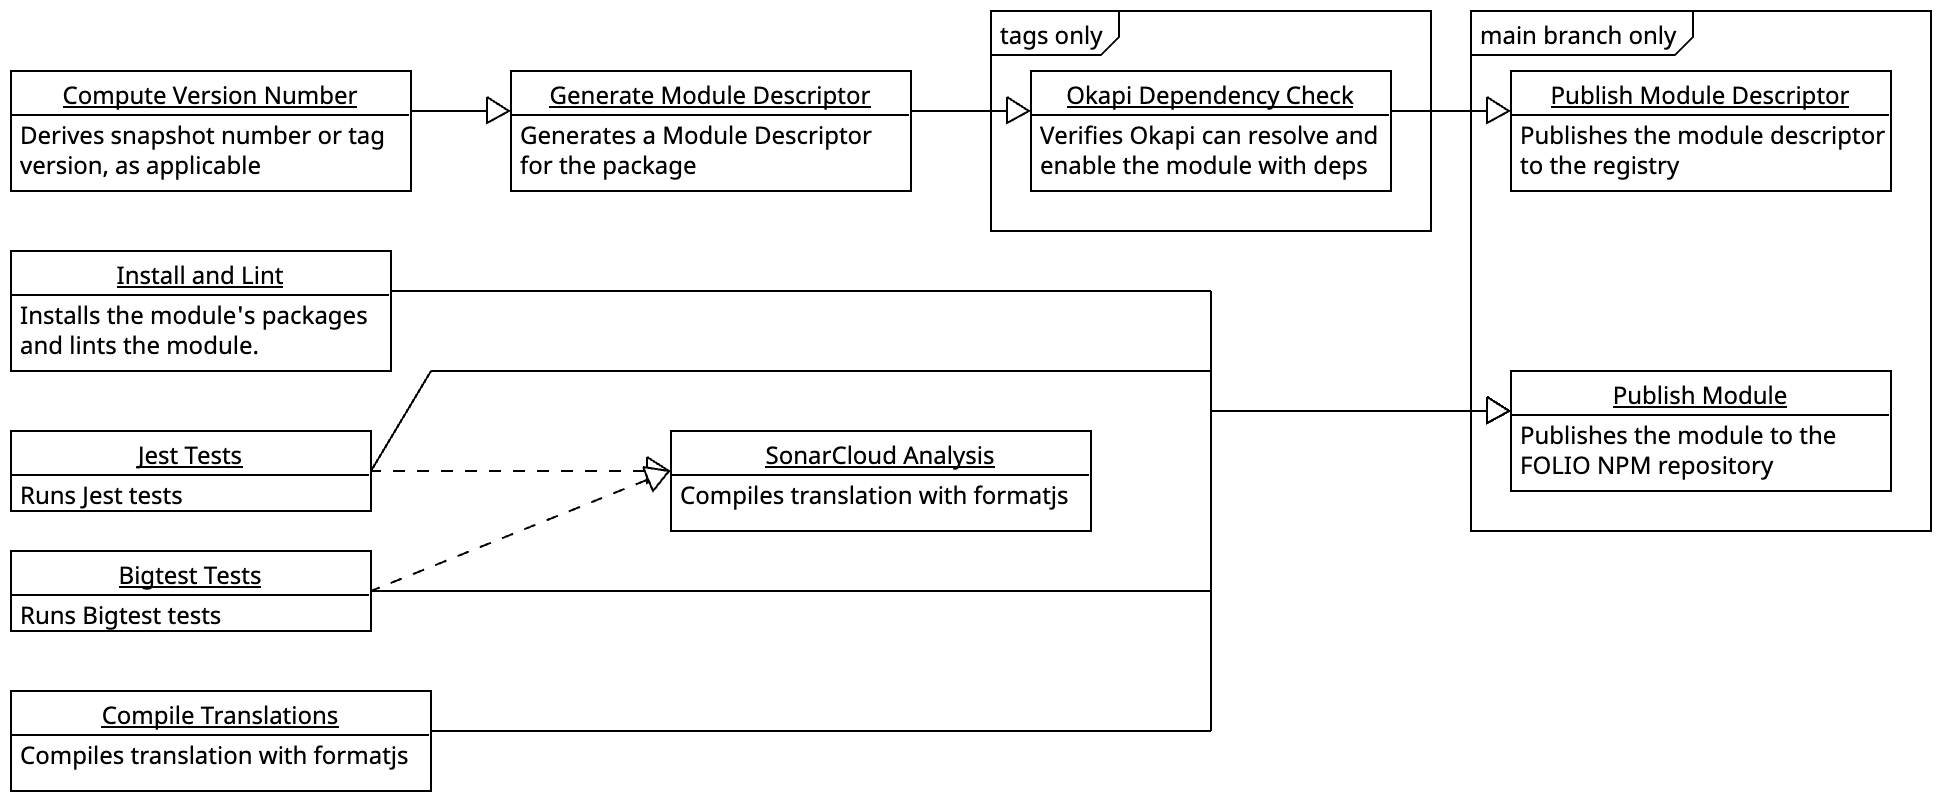 tags only
main branch only
Compute Version Number
Derives snapshot number or tag
version, as applicable
Generate Module Descriptor
Generates a Module Descriptor
for the package
Okapi Dependency Check
Verifies Okapi can resolve and
enable the module with deps
Publish Module Descriptor
Publishes the module descriptor
to the registry
Install and Lint
Installs the module's packages
and lints the module.
Publish Module
Publishes the module to the
FOLIO NPM repository
Jest Tests
Runs Jest tests
SonarCloud Analysis
Compiles translation with formatjs
Bigtest Tests
Runs Bigtest tests
Compile Translations
Compiles translation with formatjs